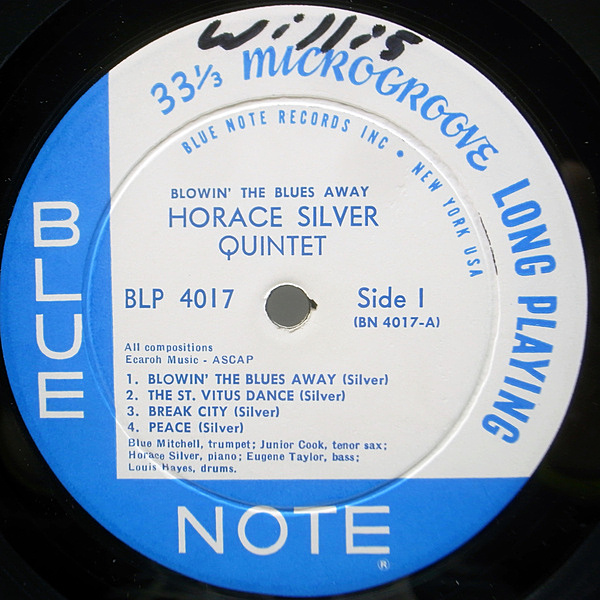 Willis
33⅓ MICROGROOVE LONG PLAYING
BLUE NOTE RECORDS INC • NEW YORK USA
BLOWIN' THE BLUES AWAY
HORACE SILVER
QUINTET
BLP 4017
Side 1
(BN 4017-A)
All compositions
Ecaroh Music - ASCAP
1. BLOWIN' THE BLUES AWAY (Silver)
2. THE ST. VITUS DANCE (Silver)
3. BREAK CITY (Silver)
4. PEACE (Silver)
Blue Mitchell, trumpet; Junior Cook, tenor sax;
Horace Silver, piano; Eugene Taylor, bass;
Louis Hayes, drums.
BLUE
NOTE
®